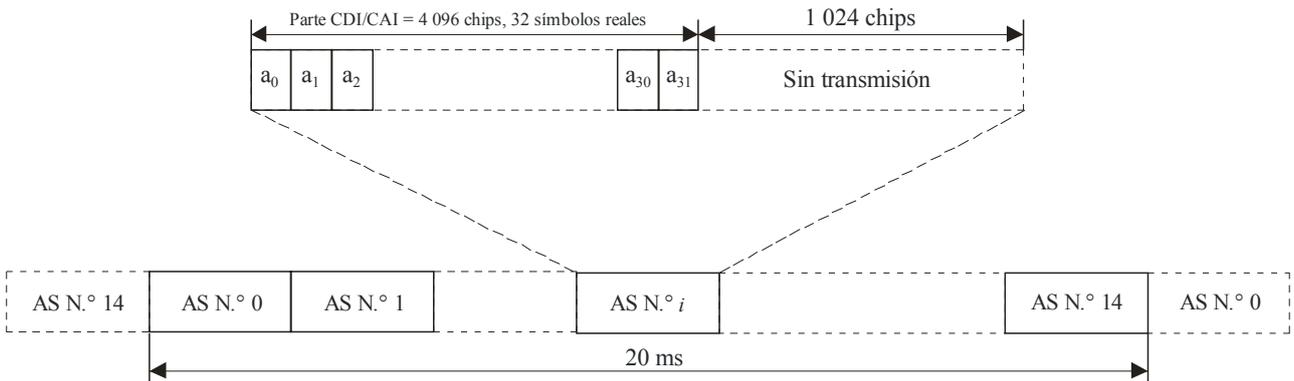 Parte CDI/CAI = 4 096 chips, 32 símbolos reales
1 024 chips
a0 a1 a2 a30 a31 Sin transmisión
AS N.° 14 AS N.° 0 AS N.° 1 AS N.° i AS N.° 14 AS N.° 0
20 ms